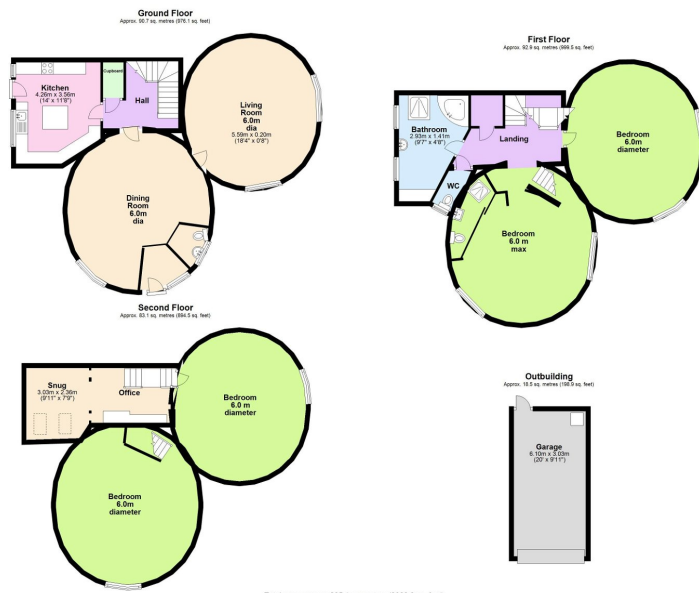 Ground Floor
Approx. 90.7 sq. metres (976.1 sq. feet)
Kitchen
4.26m x 3.56m
(14' x 11'8")
Cupboard
Hall
Living
Room
6.0m
dia
5.59m x 0.20m
(18'4" x 0'8")
Dining
Room
6.0m
dia
First Floor
Approx. 92.9 sq. metres (999.5 sq. feet)
Bathroom
2.93m x 1.41m
(9'7" x 4'8")
Landing
WC
Bedroom
6.0m
diameter
Bedroom
6.0 m
max
Second Floor
Approx. 83.1 sq. metres (894.5 sq. feet)
Snug
3.03m x 2.36m
(9'11" x 7'9")
Office
Bedroom
6.0 m
diameter
Bedroom
6.0m
diameter
Outbuilding
Approx. 18.5 sq. metres (198.9 sq. feet)
Garage
6.10m x 3.03m
(20' x 9'11")